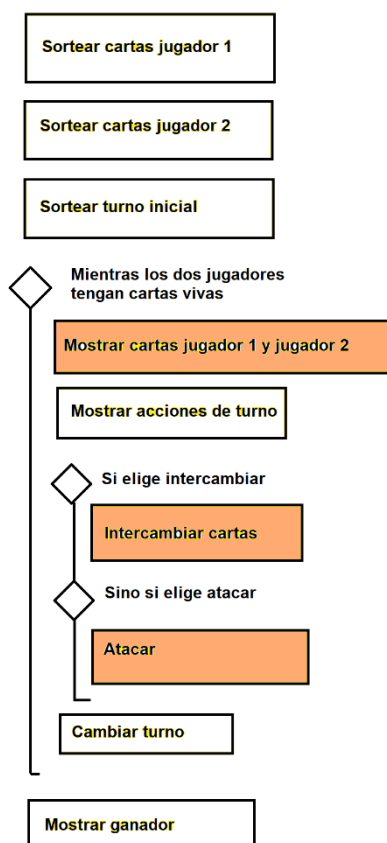 Sortear cartas jugador 1
Sortear cartas jugador 2
Sortear turno inicial
Mientras los dos jugadores
tengan cartas vivas
Mostrar cartas jugador 1 y jugador 2
Mostrar acciones de turno
Si elige intercambiar
Intercambiar cartas
Sino si elige atacar
Atacar
Cambiar turno
Mostrar ganador